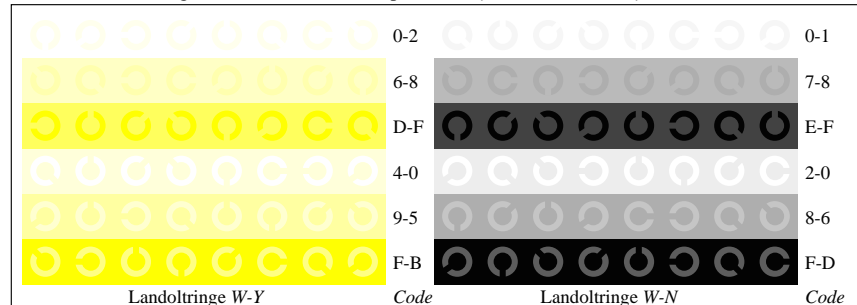 0-2 0-1
6-8 7-8
D-F E-F
4-0 2-0
9-5 8-6
F-B F-D
Landoltringe W-Y Code Landoltringe W-N Code